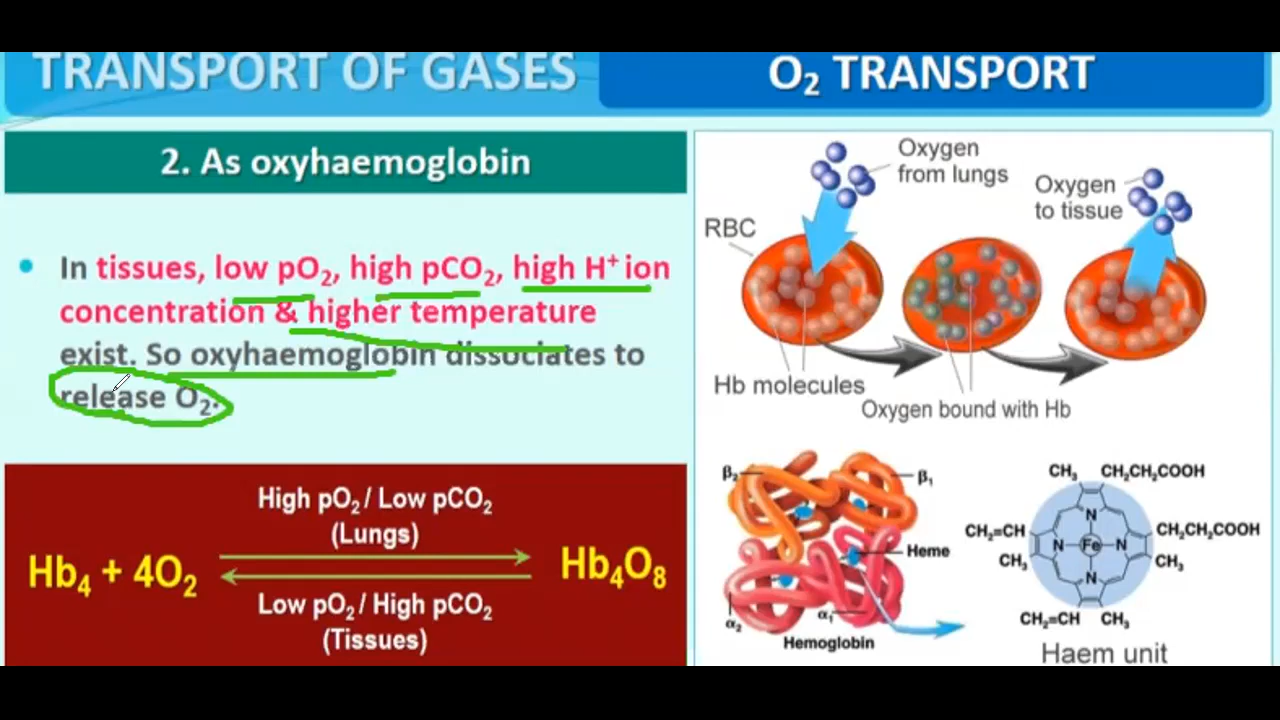 TRANSPORT OF GASES
O₂ TRANSPORT
2. As oxyhaemoglobin
• In tissues, low pO₂, high pCO₂, high H⁺ ion
concentration & higher temperature
exist. So oxyhaemoglobin dissociates to
release O₂.
High pO₂ / Low pCO₂
(Lungs)
Hb₄ + 4O₂
Hb₄O₈
Low pO₂ / High pCO₂
(Tissues)
Oxygen
from lungs
Oxygen
to tissue
RBC
Hb molecules
Oxygen bound with Hb
β₂
β₁
Heme
α₂
α₁
Hemoglobin
CH₃ CH₂CH₂COOH
N
CH₂=CH
CH₂CH₂COOH
N Fe N
CH₃
CH₃
N
CH₂=CH CH₃
Haem unit